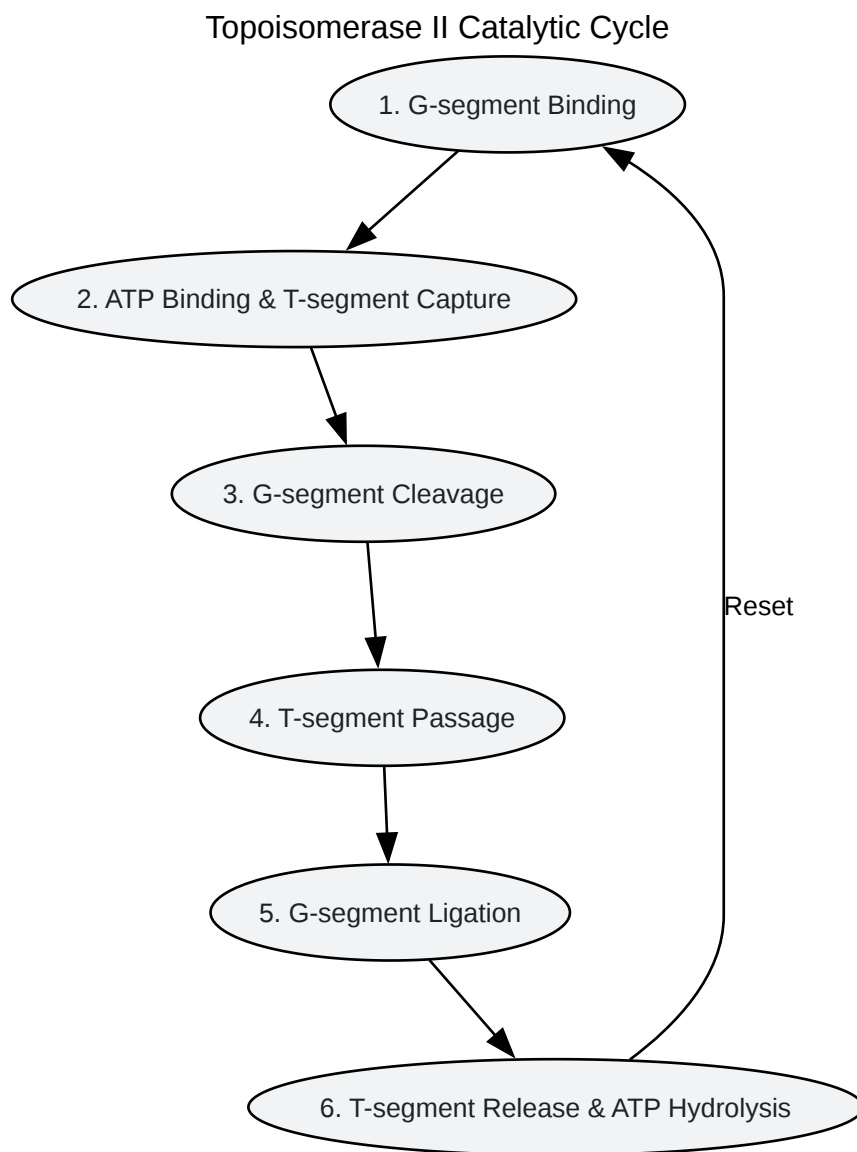 Topoisomerase II Catalytic Cycle
1. G-segment Binding
2. ATP Binding & T-segment Capture
3. G-segment Cleavage
Reset
4. T-segment Passage
5. G-segment Ligation
6. T-segment Release & ATP Hydrolysis